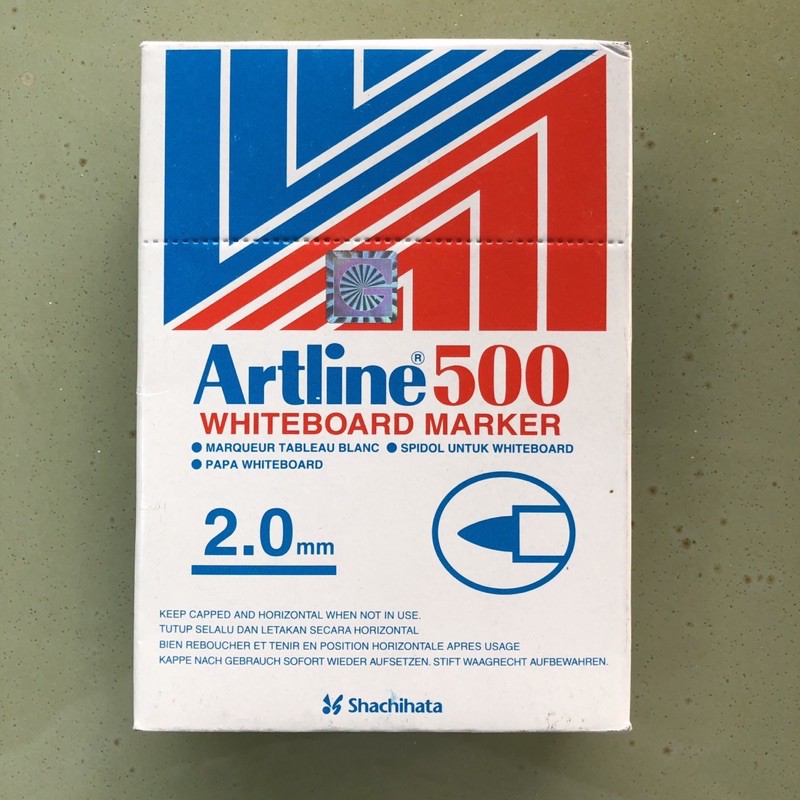 Artline® 500
WHITEBOARD MARKER
● MARQUEUR TABLEAU BLANC ● SPIDOL UNTUK WHITEBOARD
● PAPA WHITEBOARD
2.0 mm
KEEP CAPPED AND HORIZONTAL WHEN NOT IN USE.
TUTUP SELALU DAN LETAKAN SECARA HORIZONTAL
BIEN REBOUCHER ET TENIR EN POSITION HORIZONTALE APRES USAGE
KAPPE NACH GEBRAUCH SOFORT WIEDER AUFSETZEN. STIFT WAAGRECHT AUFBEWAHREN.
Shachihata